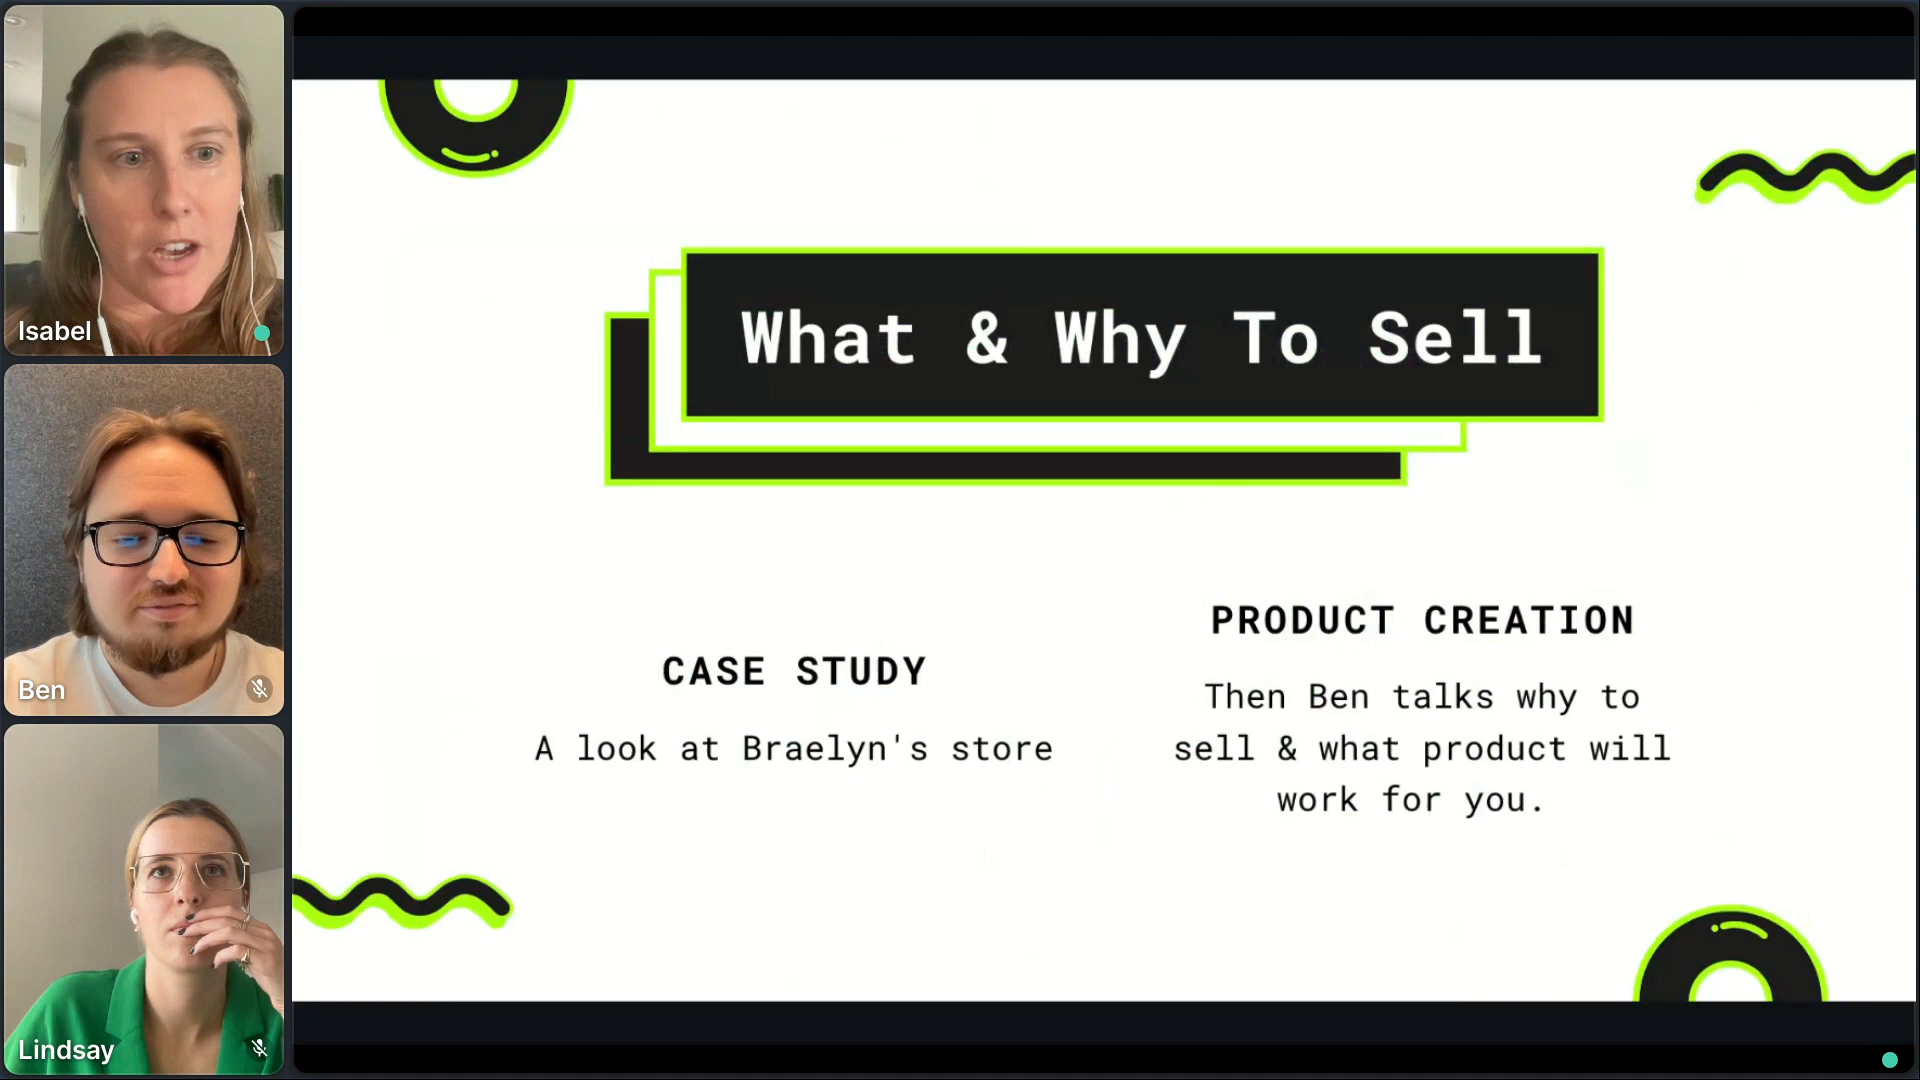 Isabel
Ben
Lindsay
What & Why To Sell
CASE STUDY
A look at Braelyn's store
PRODUCT CREATION
Then Ben talks why to
sell & what product will
work for you.